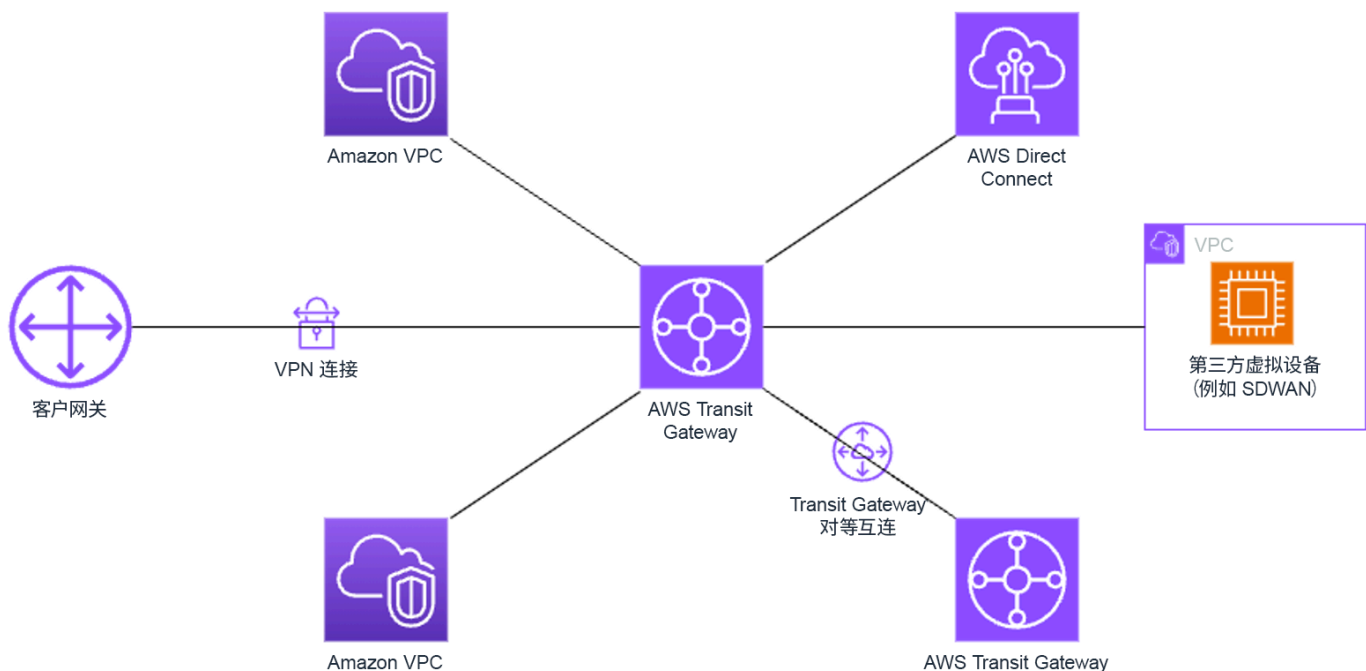 Amazon VPC
AWS Direct
Connect
VPC
第三方虚拟设备
(例如 SDWAN)
VPN 连接
客户网关
AWS Transit
Gateway
Transit Gateway
对等互连
Amazon VPC
AWS Transit Gateway